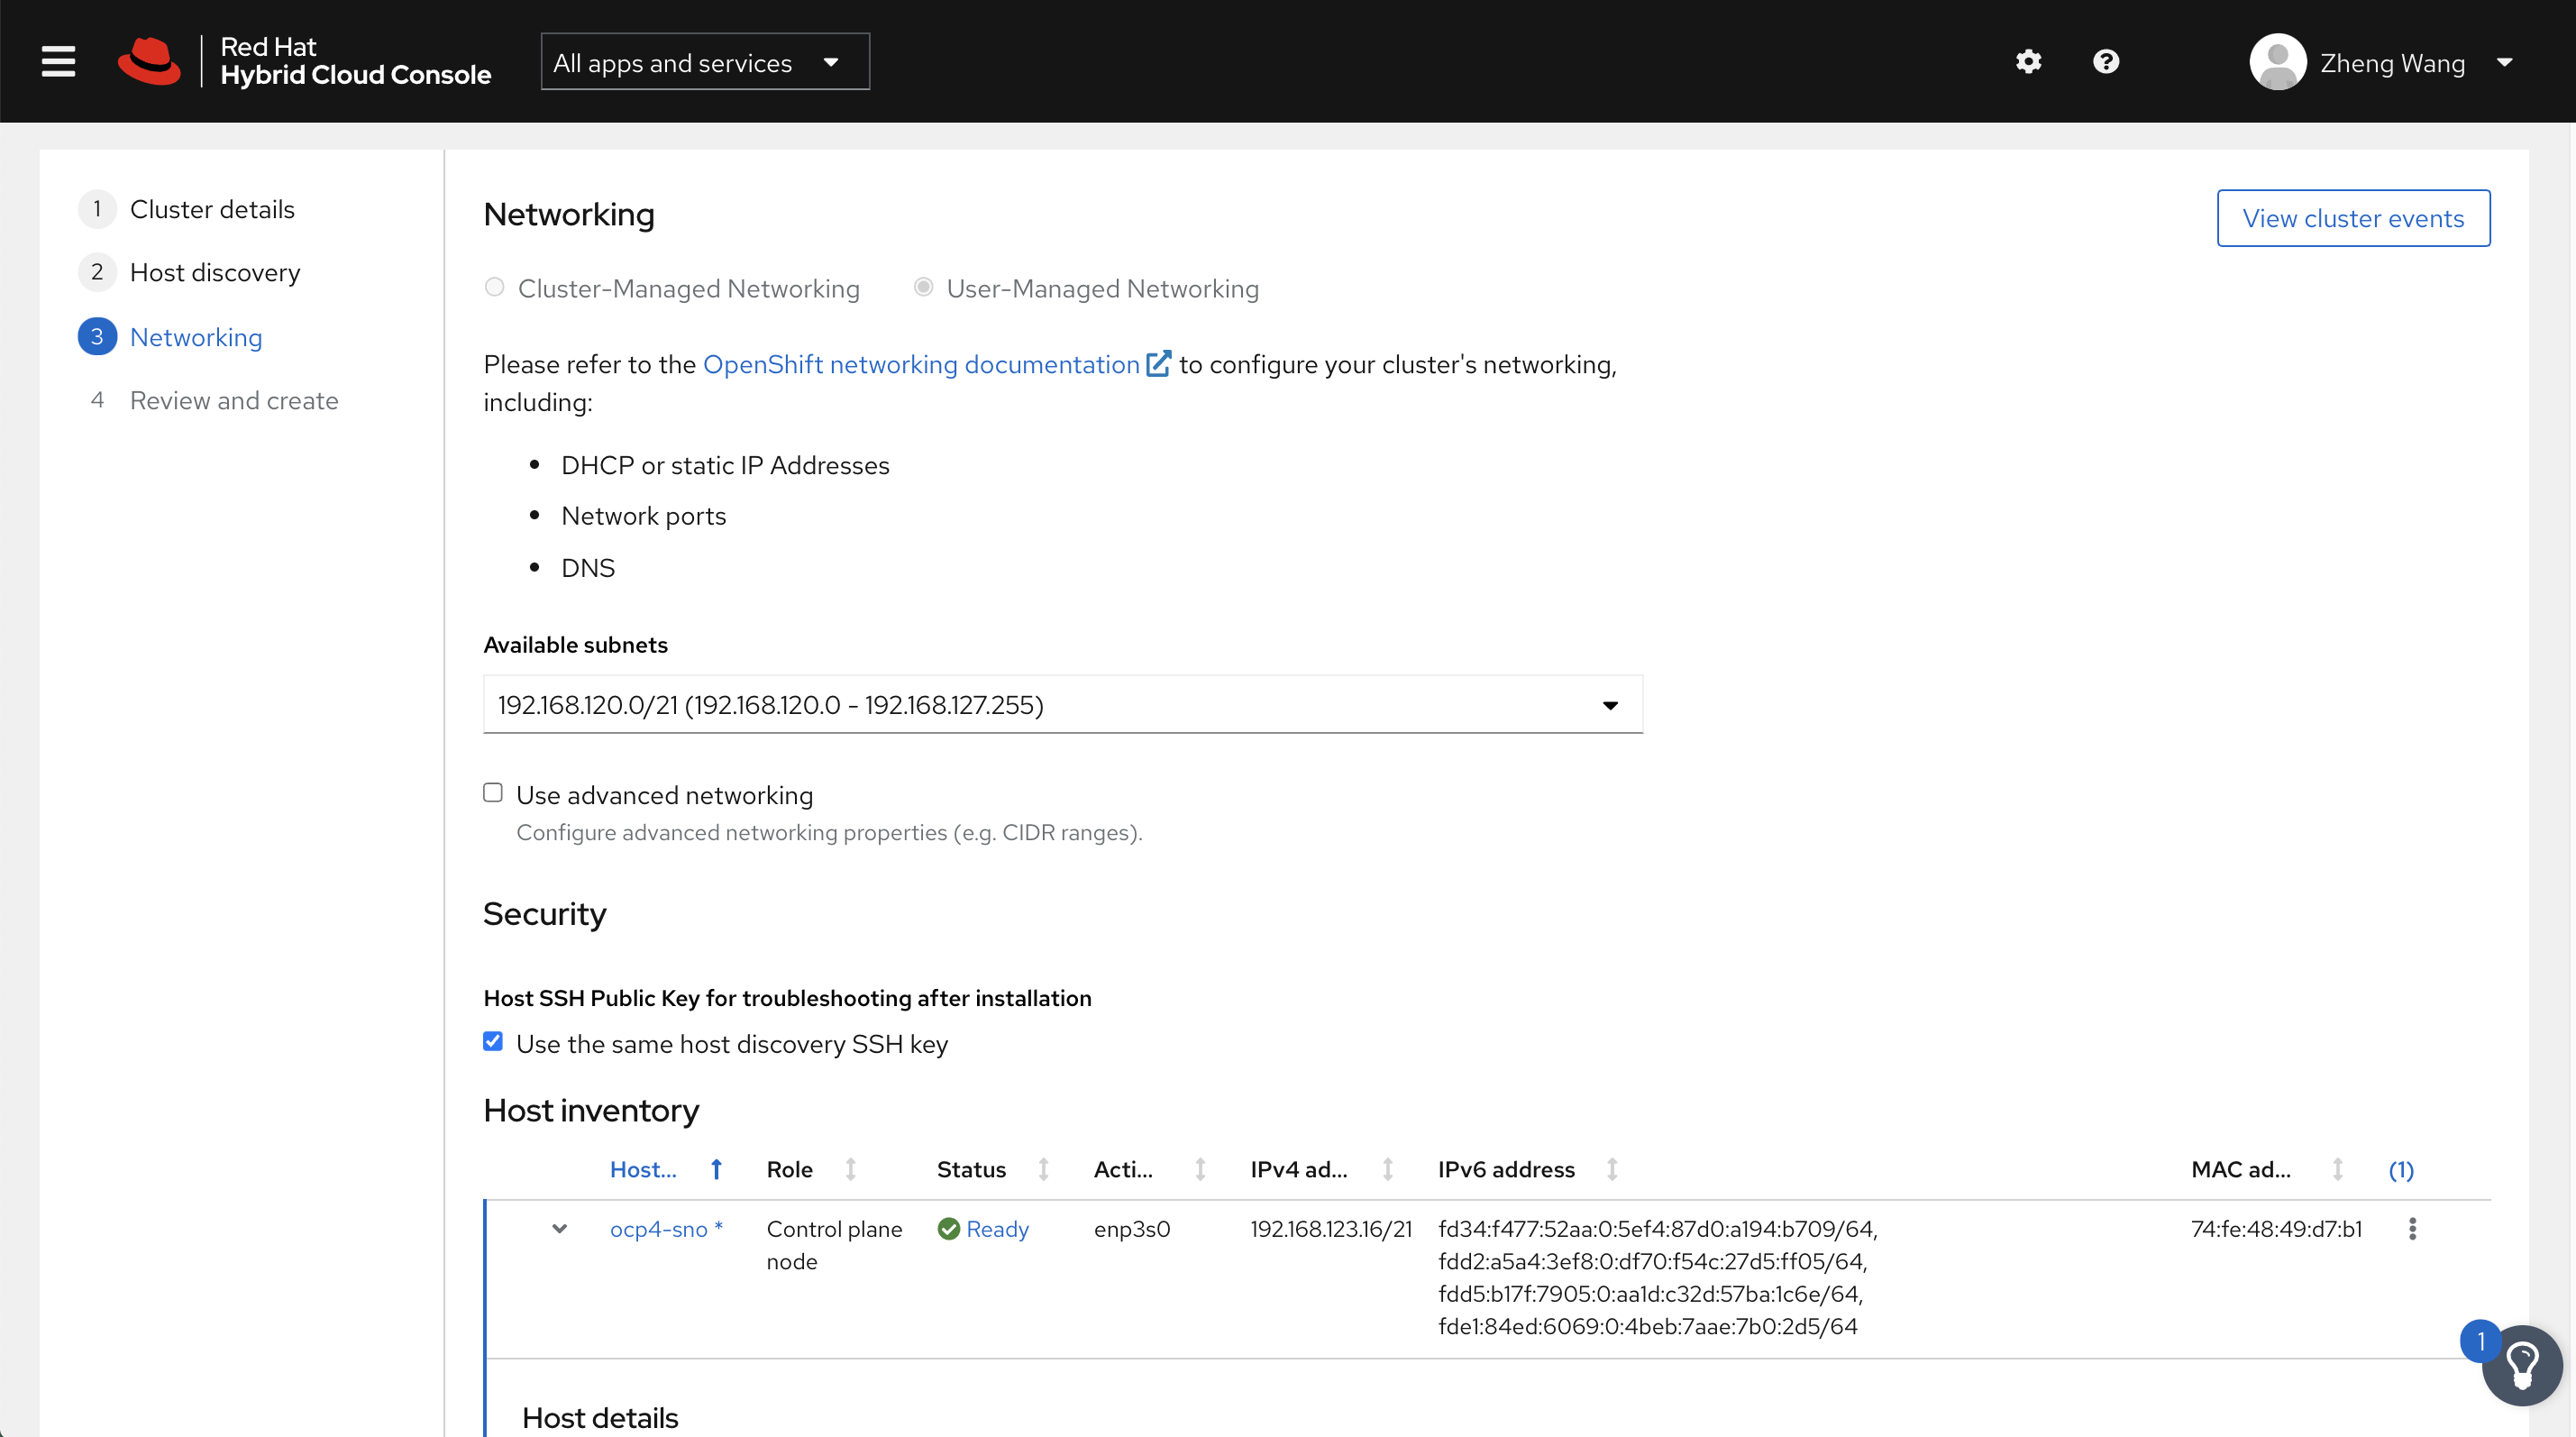 Red Hat
Hybrid Cloud Console
All apps and services
Zheng Wang
1 Cluster details
2 Host discovery
3 Networking
4 Review and create
Networking
View cluster events
Cluster-Managed Networking User-Managed Networking
Please refer to the OpenShift networking documentation to configure your cluster's networking,
including:
• DHCP or static IP Addresses
• Network ports
• DNS
Available subnets
192.168.120.0/21 (192.168.120.0 - 192.168.127.255)
Use advanced networking
Configure advanced networking properties (e.g. CIDR ranges).
Security
Host SSH Public Key for troubleshooting after installation
Use the same host discovery SSH key
Host inventory
Host... Role Status Acti... IPv4 ad... IPv6 address MAC ad... (1)
ocp4-sno * Control plane Ready enp3s0 192.168.123.16/21 fd34:f477:52aa:0:5ef4:87d0:a194:b709/64, 74:fe:48:49:d7:b1
node fdd2:a5a4:3ef8:0:df70:f54c:27d5:ff05/64,
fdd5:b17f:7905:0:aa1d:c32d:57ba:1c6e/64,
fde1:84ed:6069:0:4beb:7aae:7b0:2d5/64
1
Host details